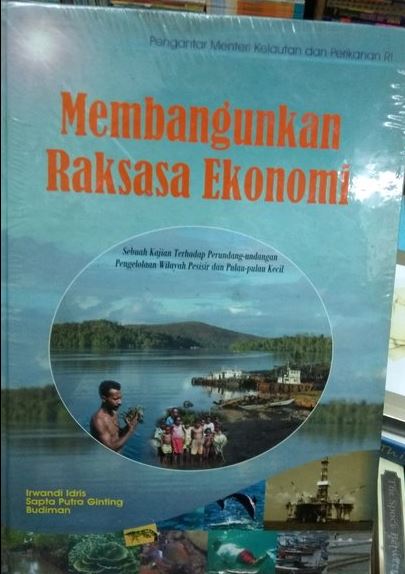 Pengantar Menteri Kelautan dan Perikanan RI
Membangunkan
Raksasa Ekonomi
Sebuah Kajian Terhadap Perundang-undangan
Pengelolaan Wilayah Pesisir dan Pulau-pulau Kecil
Irwandi Idris
Sapta Putra Ginting
Budiman